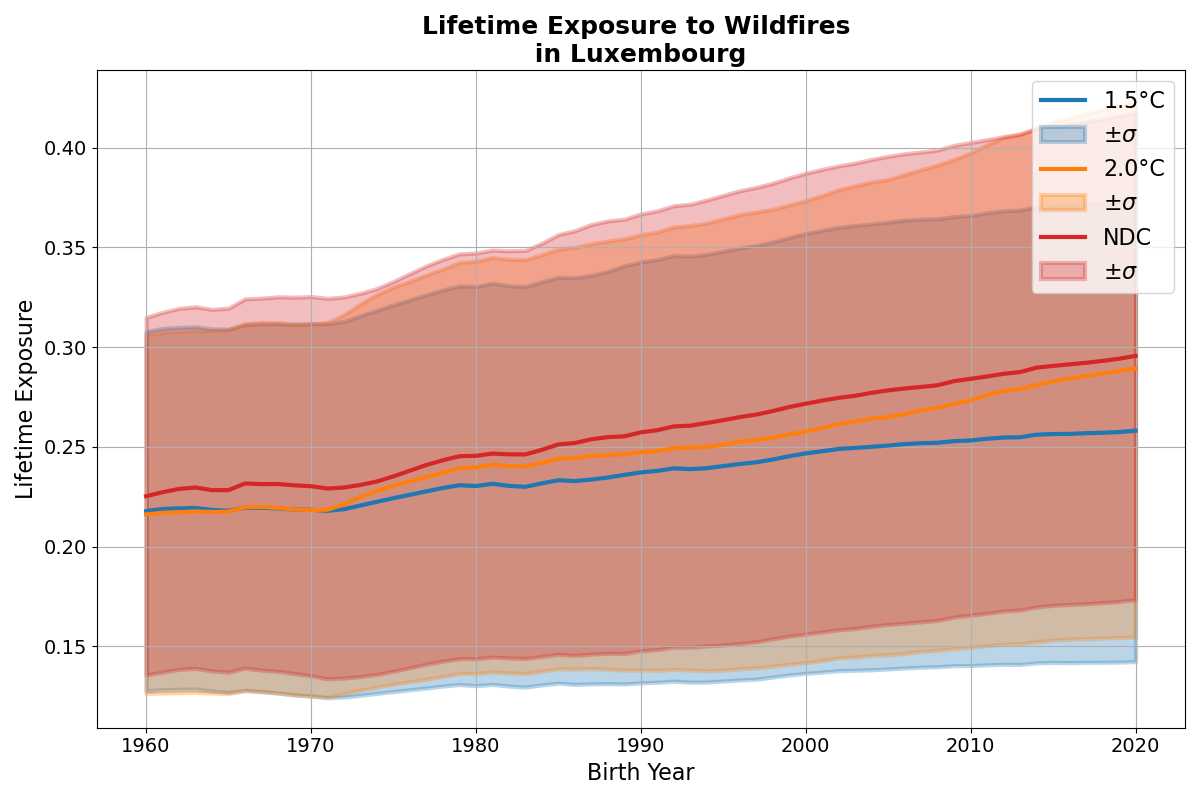 Lifetime Exposure to Wildfires
in Luxembourg
1.5°C
±σ
2.0°C
±σ
NDC
±σ
Lifetime Exposure
0.40
0.35
0.30
0.25
0.20
0.15
1960
1970
1980
1990
2000
2010
2020
Birth Year